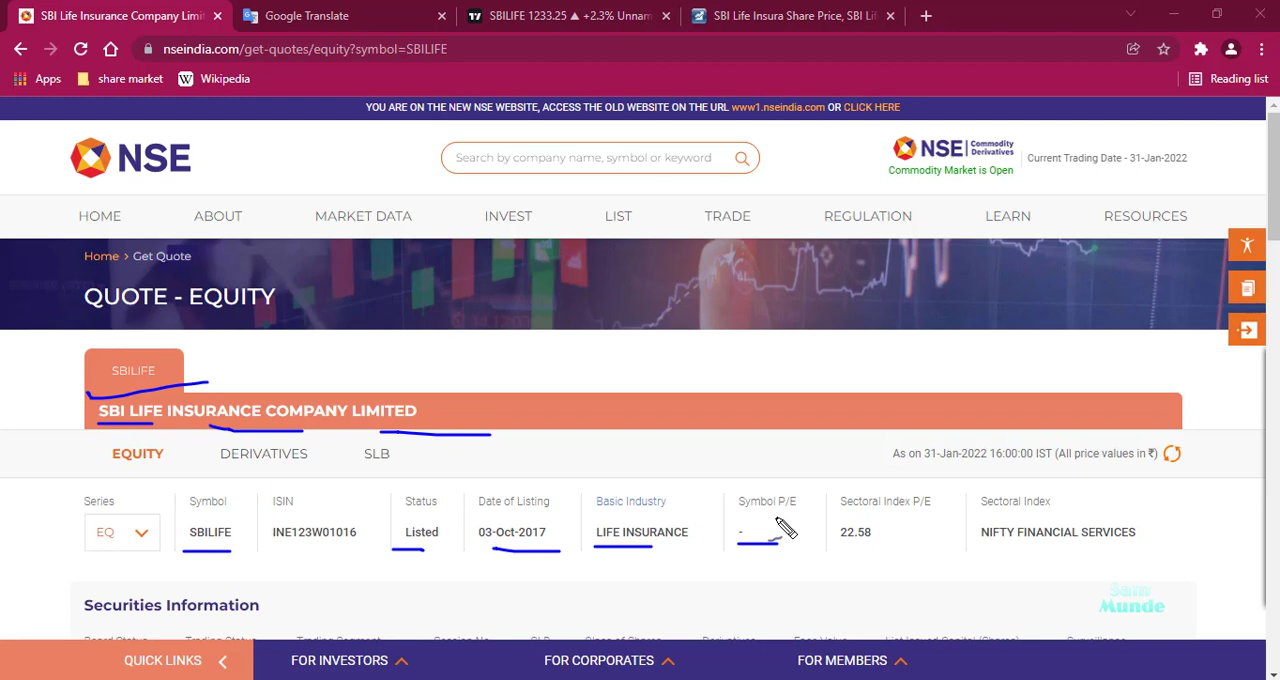 SBI Life Insurance Company Limi
Google Translate
SBILIFE 1233.25 ▲ +2.3% Unnam
SBI Life Insura Share Price, SBI Li
nseindia.com/get-quotes/equity?symbol=SBILIFE
Apps
share market
Wikipedia
Reading list
YOU ARE ON THE NEW NSE WEBSITE, ACCESS THE OLD WEBSITE ON THE URL www1.nseindia.com OR CLICK HERE
NSE
Search by company name, symbol or keyword
NSE Commodity Derivatives
Commodity Market is Open
Current Trading Date - 31-Jan-2022
HOME ABOUT MARKET DATA INVEST LIST TRADE REGULATION LEARN RESOURCES
Home > Get Quote
QUOTE - EQUITY
SBILIFE
SBI LIFE INSURANCE COMPANY LIMITED
EQUITY DERIVATIVES SLB
As on 31-Jan-2022 16:00:00 IST (All price values in ₹)
Series Symbol ISIN Status Date of Listing Basic Industry Symbol P/E Sectoral Index P/E Sectoral Index
EQ SBILIFE INE123W01016 Listed 03-Oct-2017 LIFE INSURANCE - 22.58 NIFTY FINANCIAL SERVICES
Securities Information
Sam
Munde
QUICK LINKS FOR INVESTORS FOR CORPORATES FOR MEMBERS